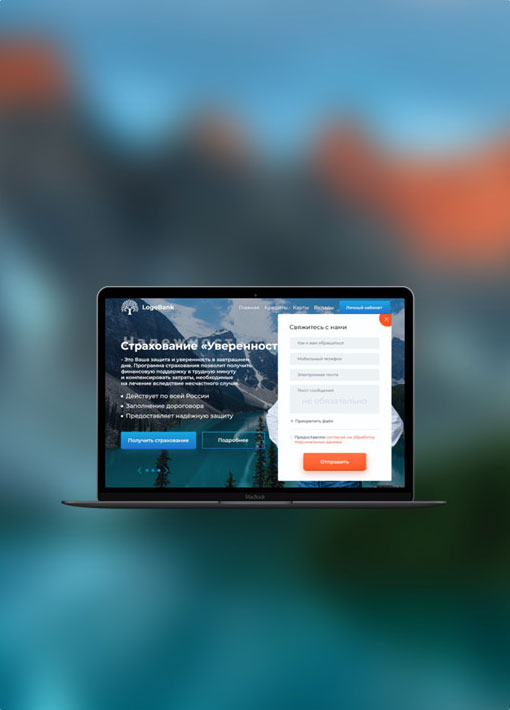 LogoBank
Главная Кредиты Карты Вклады Личный кабинет
Страхование «Уверенност
- Это Ваша защита и уверенность в завтрашнем
дне. Программа страхования позволит получить
финансовую поддержку в трудную минуту
и компенсировать затраты, необходимые
на лечение вследствие несчастного случая
Действует по всей России
Заполнение дороговора
Предоставляет надёжную защиту
Получить страхование
Подробнее
Свяжитесь с нами
Как к вам обращаться
Мобильный телефон
Электронная почта
Текст сообщения
не обязательно
+ Прикрепить файл
Предоставляю согласие на обработку
персональных данных
Отправить
MacBook